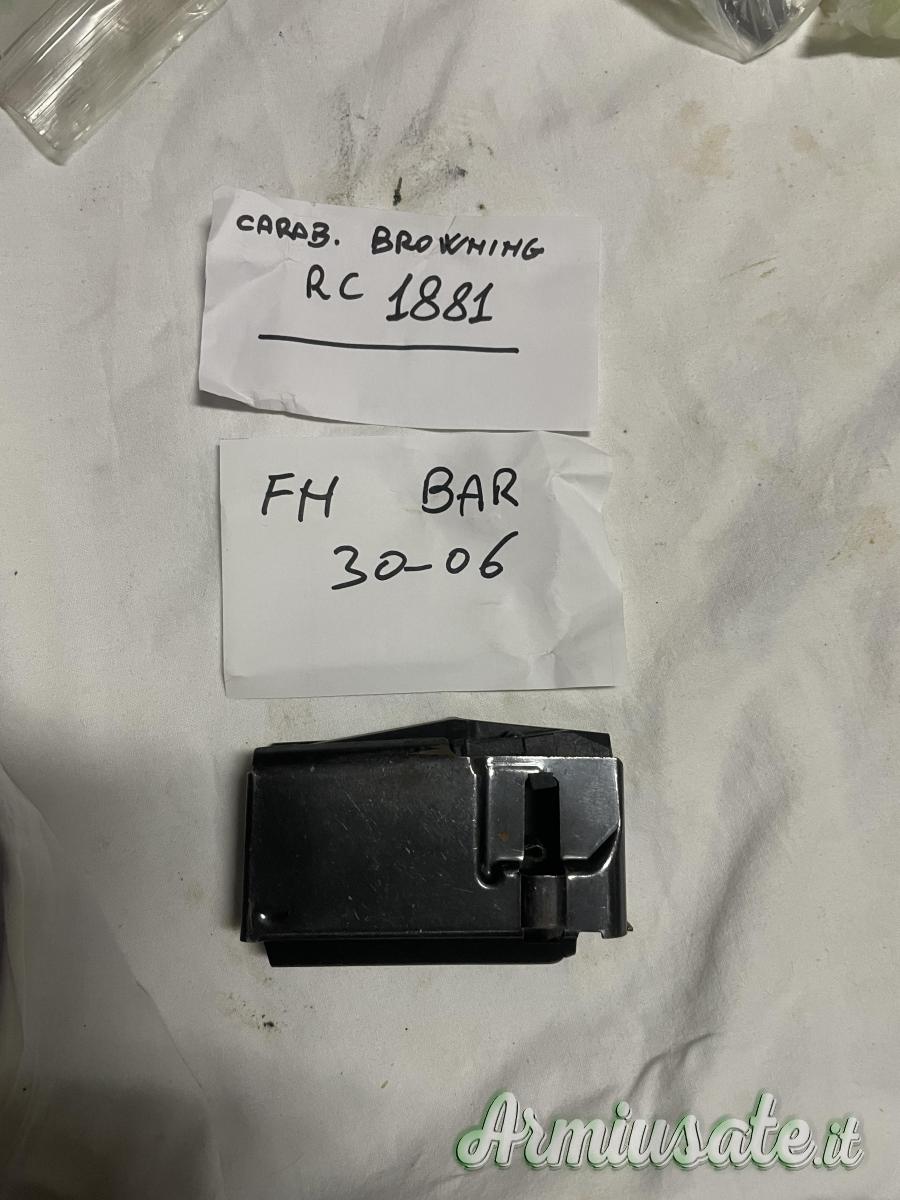 CARAB. BROWNING
RC 1881
FN BAR
30-06
Armiusate.it